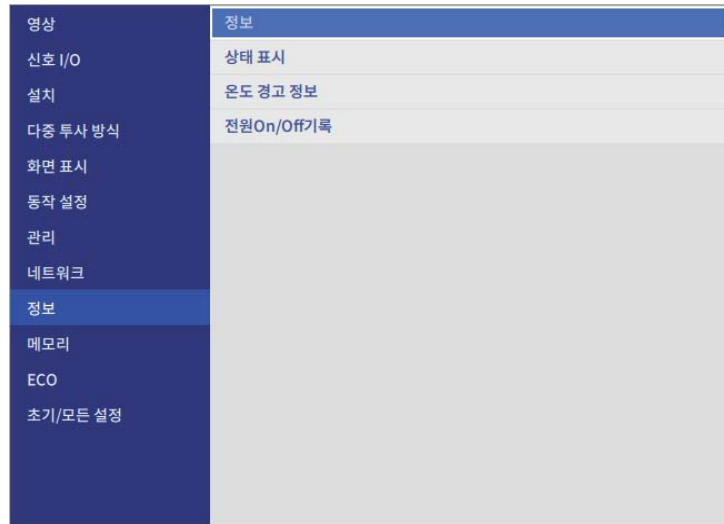 영상
신호 I/O
설치
다중 투사 방식
화면 표시
동작 설정
관리
네트워크
정보
메모리
ECO
초기/모든 설정
정보
상태 표시
온도 경고 정보
전원On/Off기록